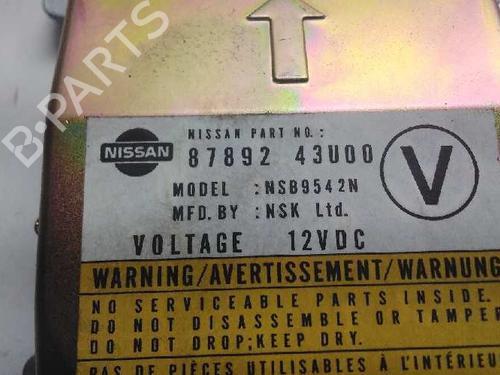 NISSAN PART NO.:
NISSAN
87892 43U00
V
MODEL :NSB9542N
MFD. BY :NSK Ltd.
VOLTAGE 12VDC
WARNING/AVERTISSEMENT/WARNUNG
NO SERVICEABLE PARTS INSIDE.
DO NOT DISASSEMBLE OR TAMPER
DO NOT DROP;KEEP DRY.
PAS DE PIÈCES UTILISABLES À L'INTÉRIEU
B-PARTS